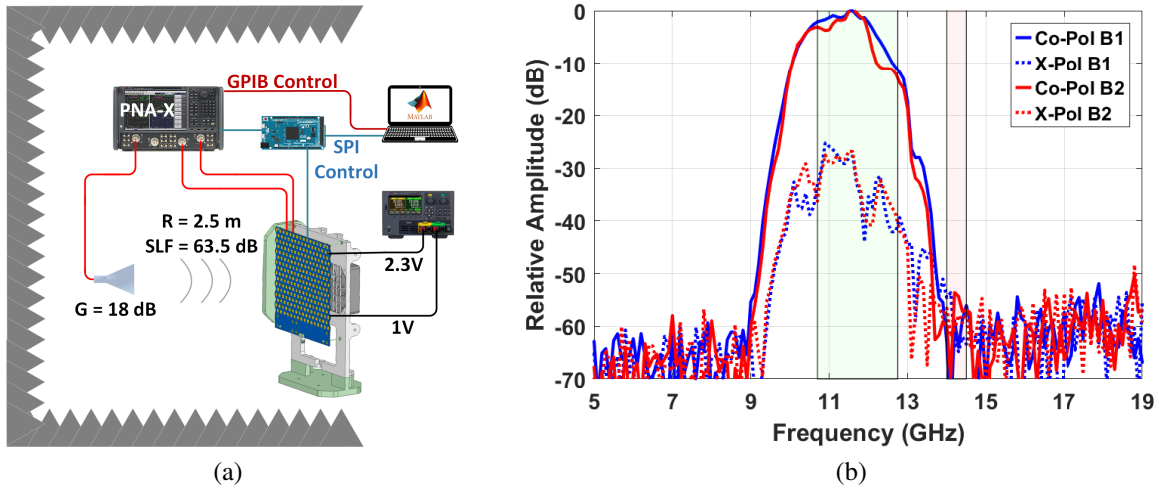 GPIB Control
PNA-X
MATLAB
SPI
Control
R = 2.5 m
SLF = 63.5 dB
2.3V
G = 18 dB
1V
(a)
Relative Amplitude (dB)
0
-10
-20
-30
-40
-50
-60
-70
5
7
9
11
13
15
17
19
Frequency (GHz)
Co-Pol B1
X-Pol B1
Co-Pol B2
X-Pol B2
(b)